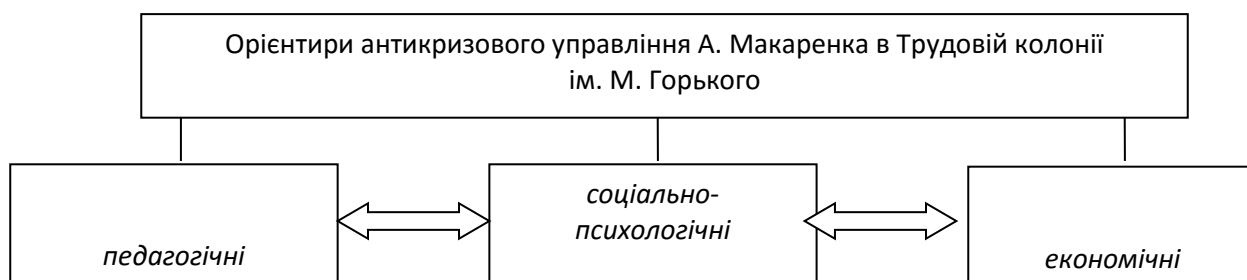 Орієнтири антикризового управління А. Макаренка в Трудовій колонії
ім. М. Горького
педагогічні
соціально-
психологічні
економічні